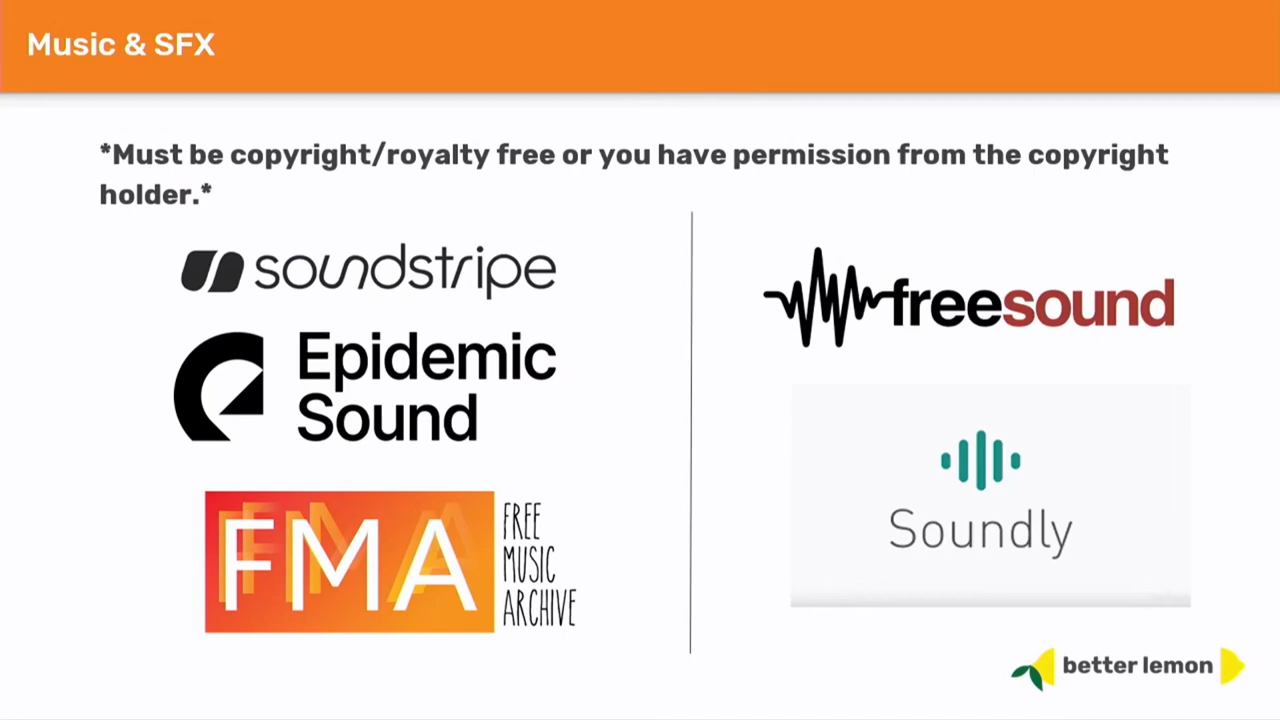 Music & SFX
*Must be copyright/royalty free or you have permission from the copyright
holder.*
soundstripe
Epidemic
Sound
FMA
FREE
MUSIC
ARCHIVE
freesound
Soundly
better lemon